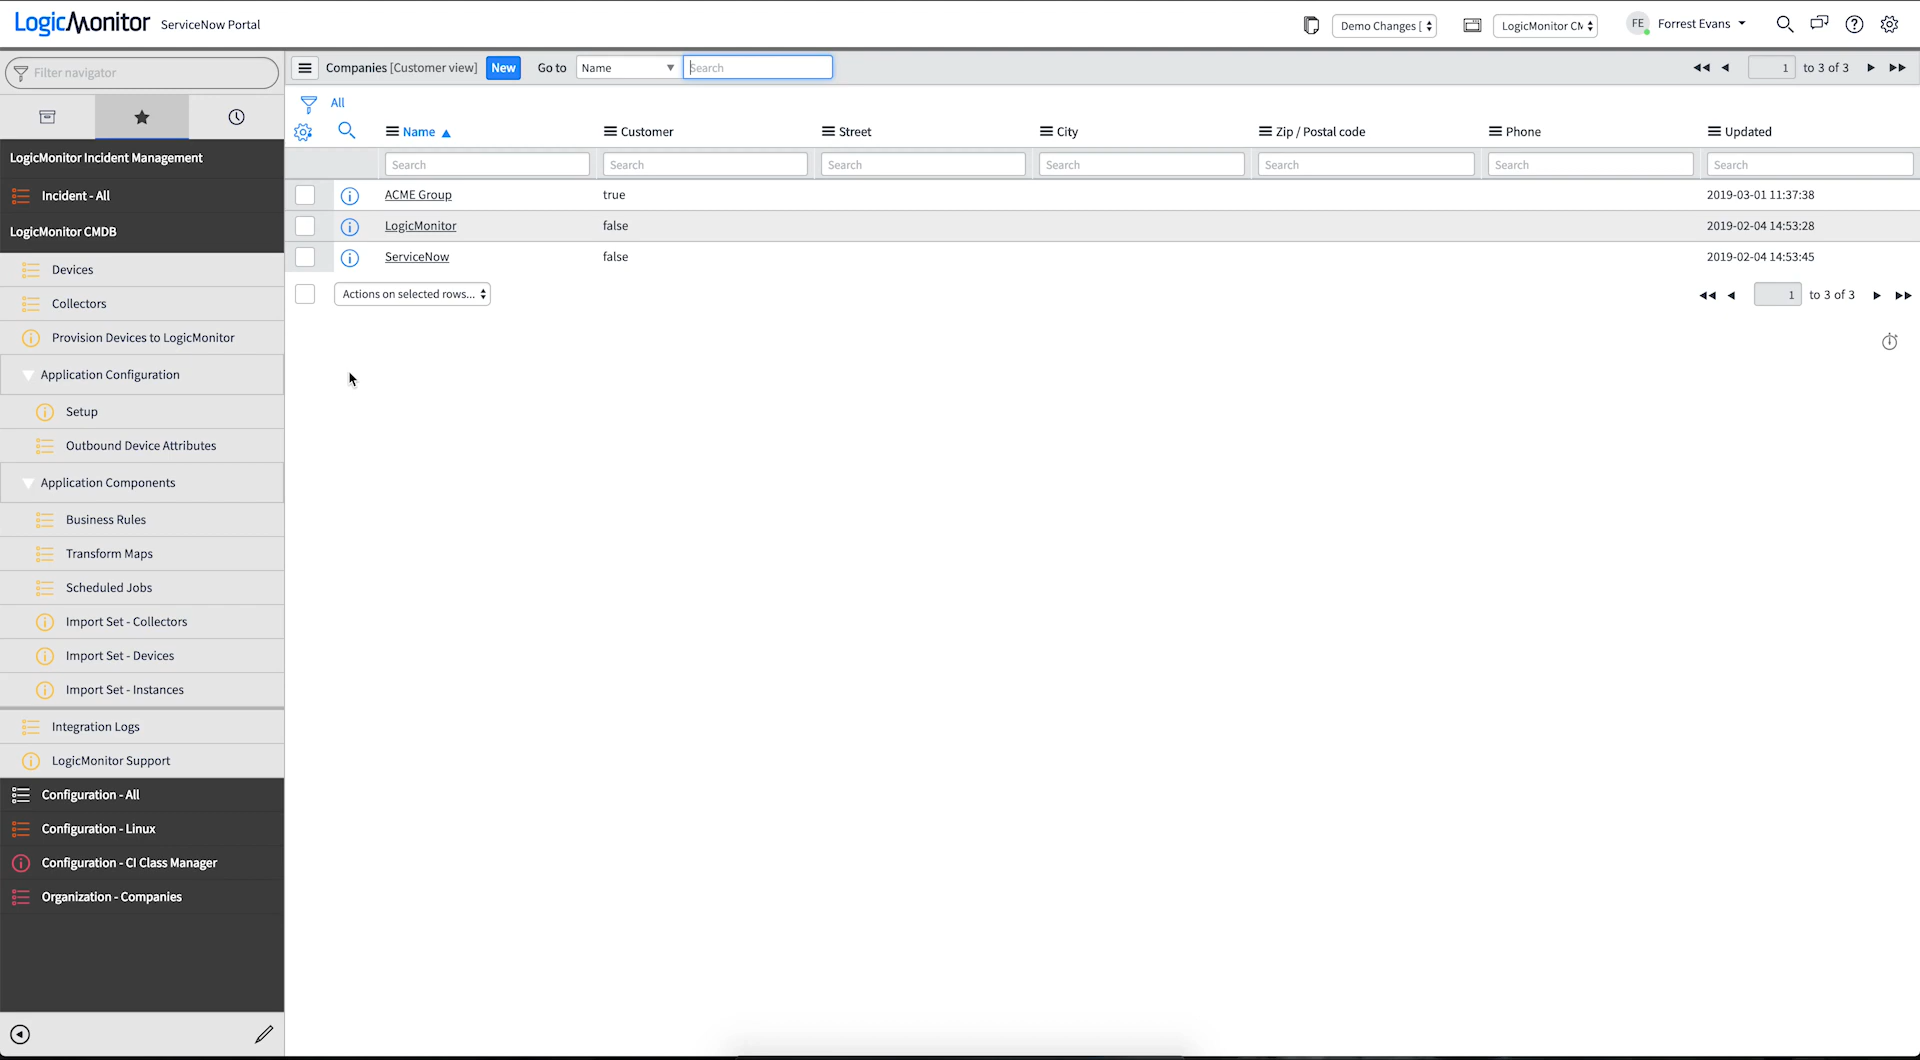 LogicMonitor ServiceNow Portal
Demo Changes [
LogicMonitor CM
FE Forrest Evans
Filter navigator
Companies [Customer view] New Go to Name Search
1 to 3 of 3
All
Name Customer Street City Zip / Postal code Phone Updated
Search Search Search Search Search Search Search
ACME Group true 2019-03-01 11:37:38
LogicMonitor false 2019-02-04 14:53:28
ServiceNow false 2019-02-04 14:53:45
Actions on selected rows... 1 to 3 of 3
LogicMonitor Incident Management
Incident - All
LogicMonitor CMDB
Devices
Collectors
Provision Devices to LogicMonitor
Application Configuration
Setup
Outbound Device Attributes
Application Components
Business Rules
Transform Maps
Scheduled Jobs
Import Set - Collectors
Import Set - Devices
Import Set - Instances
Integration Logs
LogicMonitor Support
Configuration - All
Configuration - Linux
Configuration - CI Class Manager
Organization - Companies